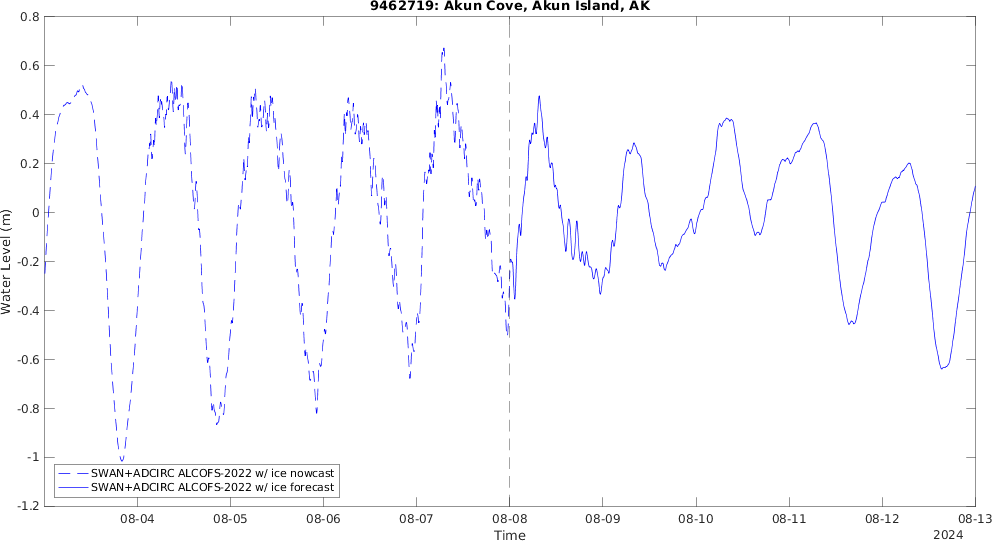 9462719: Akun Cove, Akun Island, AK
0.8
0.6
0.4
0.2
0
-0.2
-0.4
-0.6
-0.8
-1
-1.2
Water Level (m)
SWAN+ADCIRC ALCOFS-2022 w/ ice nowcast
SWAN+ADCIRC ALCOFS-2022 w/ ice forecast
08-04 08-05 08-06 08-07 08-08 08-09 08-10 08-11 08-12 08-13
Time
2024